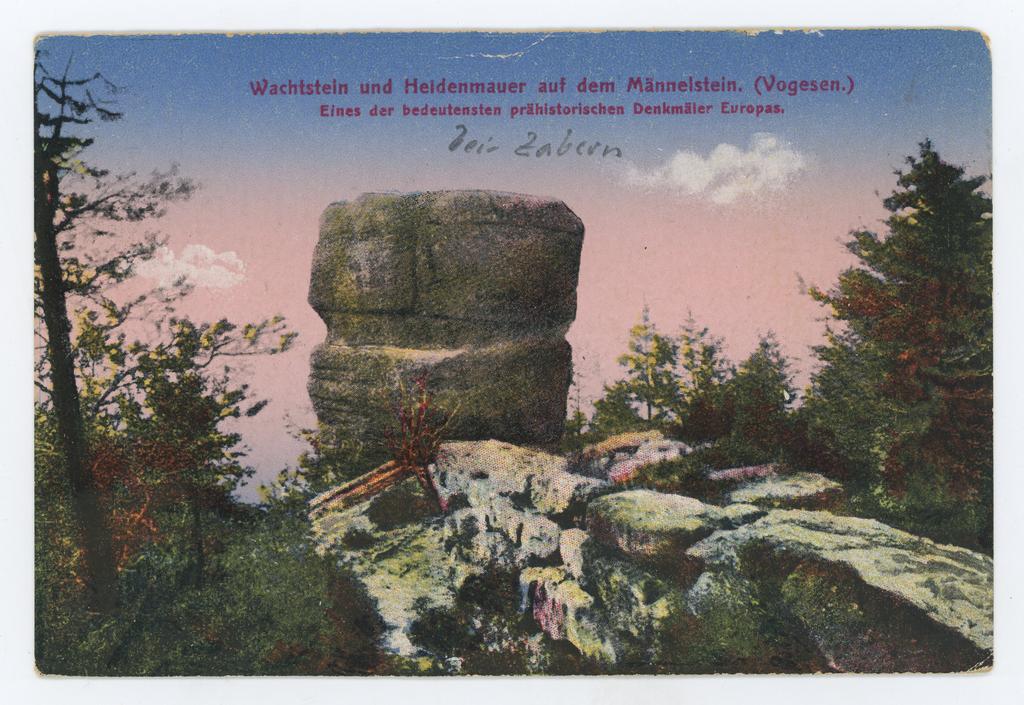 Wachtstein und Heidenmauer auf dem Männelstein. (Vogesen.)
Eines der bedeutensten prähistorischen Denkmäler Europas.
bei Zabern